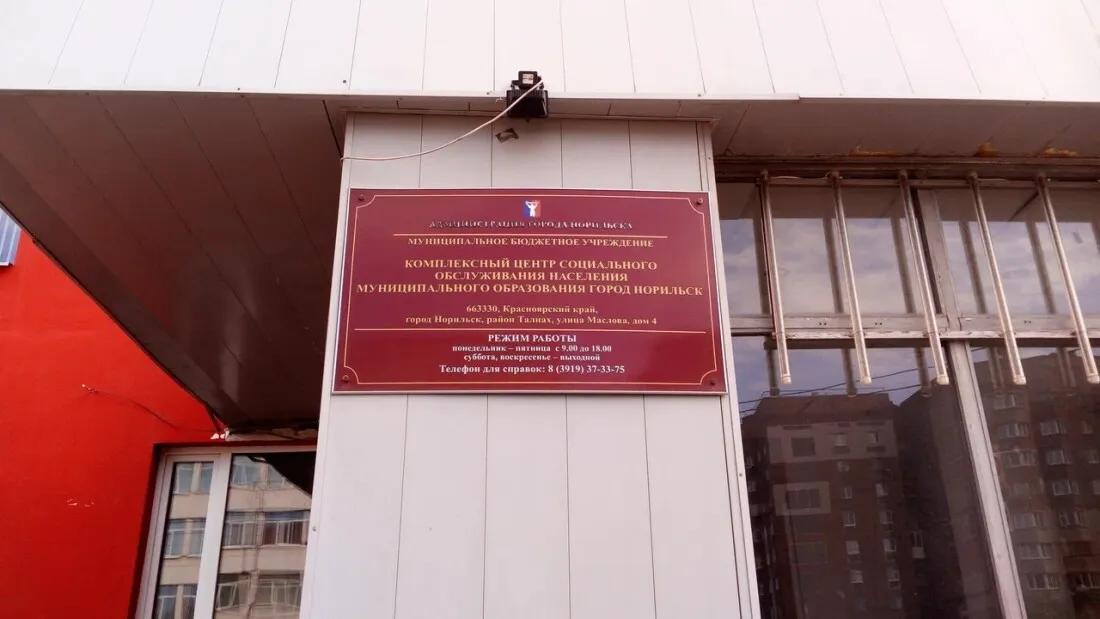 АДМИНИСТРАЦИЯ ГОРОДА НОРИЛЬСКА
МУНИЦИПАЛЬНОЕ БЮДЖЕТНОЕ УЧРЕЖДЕНИЕ
КОМПЛЕКСНЫЙ ЦЕНТР СОЦИАЛЬНОГО
ОБСЛУЖИВАНИЯ НАСЕЛЕНИЯ
МУНИЦИПАЛЬНОГО ОБРАЗОВАНИЯ ГОРОД НОРИЛЬСК
663330, Красноярский край,
город Норильск, район Талнах, улица Маслова, дом 4
РЕЖИМ РАБОТЫ
понедельник – пятница с 9.00 до 18.00
суббота, воскресенье – выходной
Телефон для справок: 8 (3919) 37-33-75